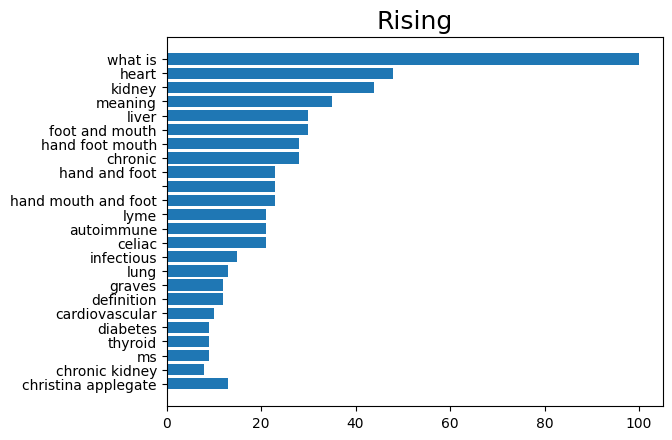 Rising
what is
heart
kidney
meaning
liver
foot and mouth
hand foot mouth
chronic
hand and foot
hand mouth and foot
lyme
autoimmune
celiac
infectious
lung
graves
definition
cardiovascular
diabetes
thyroid
ms
chronic kidney
christina applegate
0 20 40 60 80 100